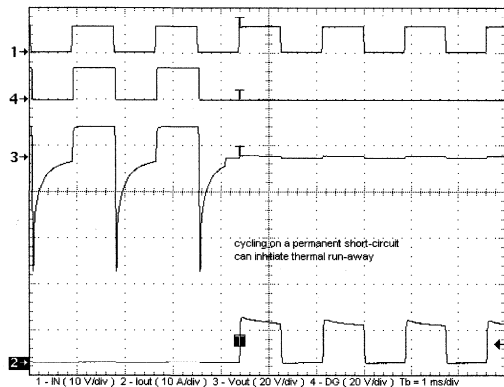 1
T
4
T
3
T
cycling on a permanent short-circuit
can inhitiate thermal run-away
T
2
1 - IN ( 10 V/div ) 2 - Iout ( 10 A/div ) 3 - Vout ( 20 V/div ) 4 - DG ( 20 V/div ) Tb = 1 ms/div